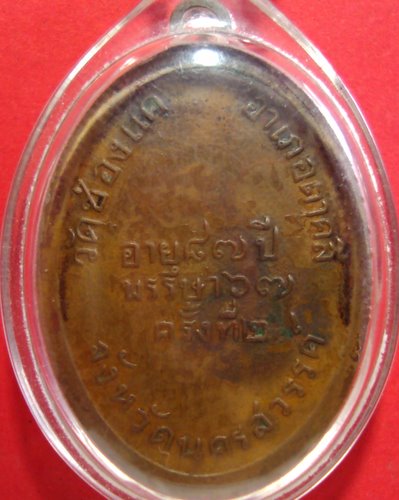 วัดช่องแค
อำเภอตาคลี
อายุ๘๗ปี
พรรษา๖๗
ครั้งที่๒
จังหวัดนครสวรรค์